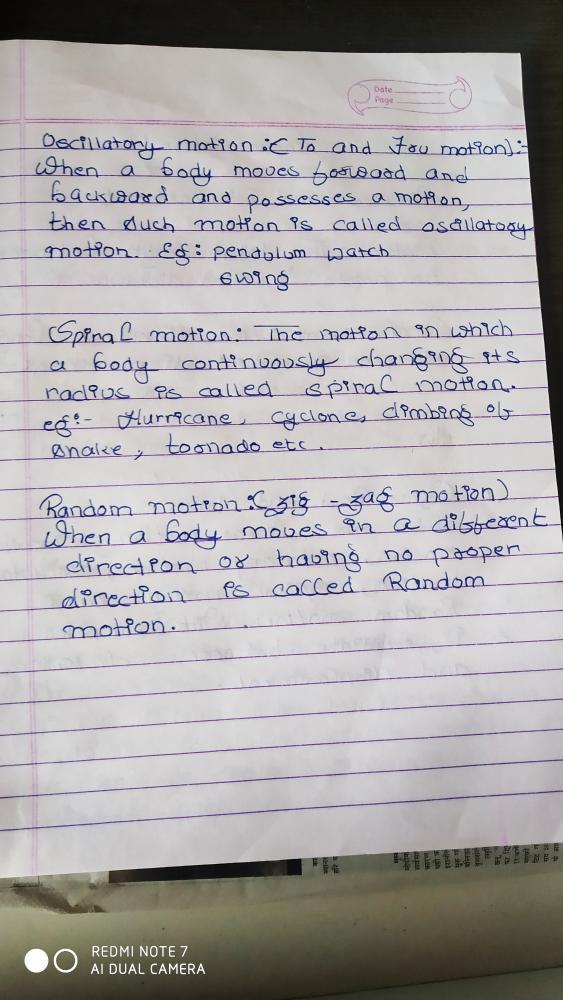 Date
Page
Oscillatory motion :( To and Fro motion):-
When a body moves forward and
backward and possesses a motion,
then such motion is called oscillatory
motion. Eg: pendulum watch
swing
Spiral motion: The motion in which
a body continuously changing its
radius is called spiral motion.
eg:- Hurricane, cyclone, climbing of
snake, toornado etc.
Random motion:( zig - zag motion)
When a body moves in a different
direction or having no proper
direction is called Random
motion.
REDMI NOTE 7
AI DUAL CAMERA